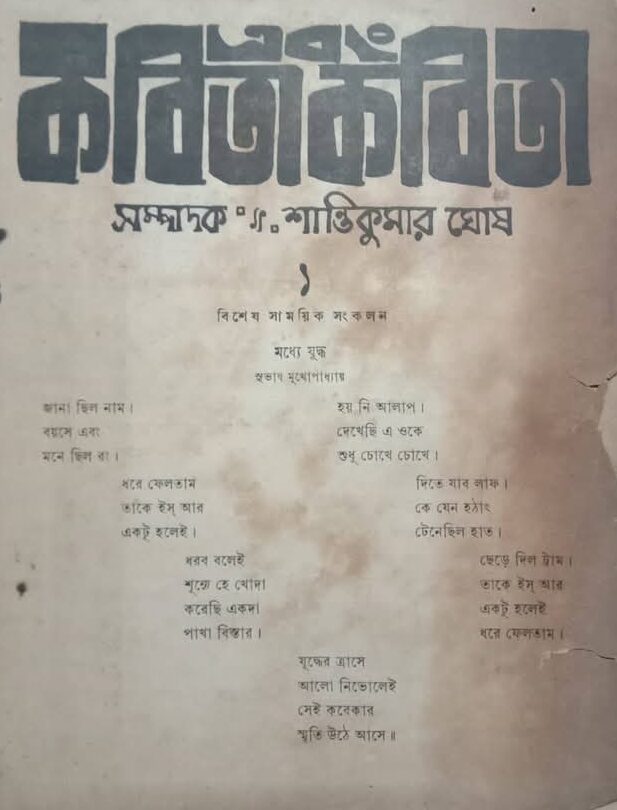 কবিতা এবং কবিতা
সম্পাদক ঃ ড. শান্তিকুমার ঘোষ
১
বিশেষ সাময়িক সংকলন
মধ্যে যুদ্ধ
সুভাষ মুখোপাধ্যায়
জানা ছিল নাম।
বয়সে এবা
মনে ছিল রা।
ধরে ফেলতাম
তাকে ইস্ আর
একটু হলেই।
ধরব বলেই
শূন্যে হে খোদা
করেছি একদা
পাখা বিস্তার।
হয় নি আলাপ।
দেখেছি এ ওকে
শুধু চোখে চোখে।
দিতে যাব লাফ।
কে যেন হঠাৎ
টেনেছিল হাত।
ছেড়ে দিল ট্রাম।
তাকে ইস্ আর
একটু হলেই
ধরে ফেলতাম।
যুদ্ধের ত্রাসে
আলো নিভোলেই
সেই কবেকার
স্মৃতি উঠে আসে॥